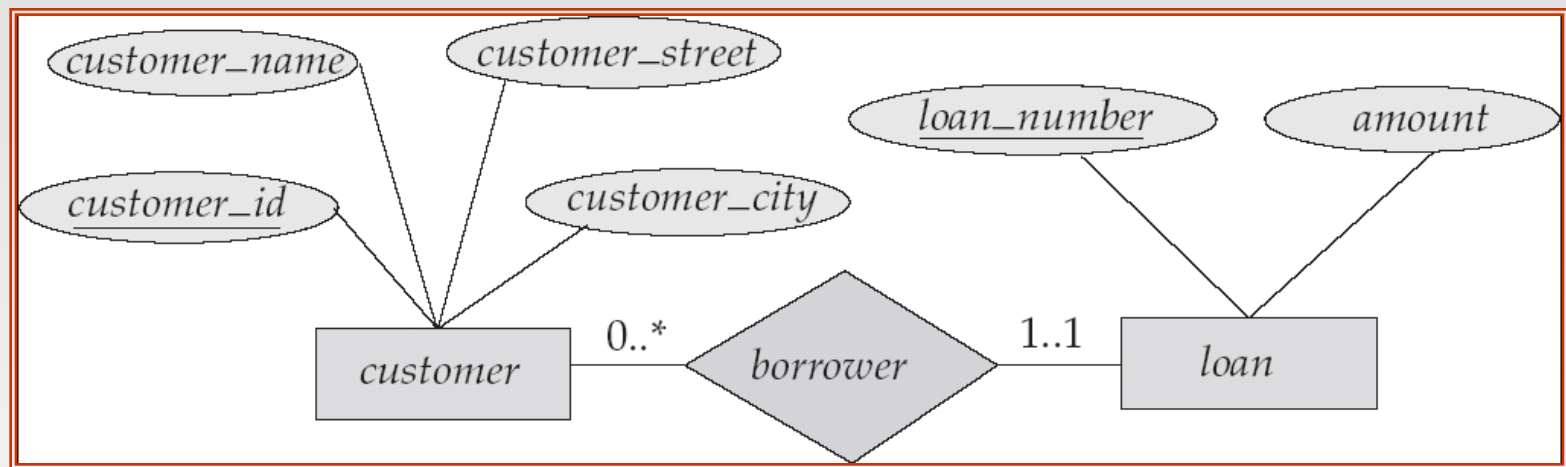 customer_name
customer_street
loan_number
amount
customer_id
customer_city
0..*
1..1
customer
borrower
loan